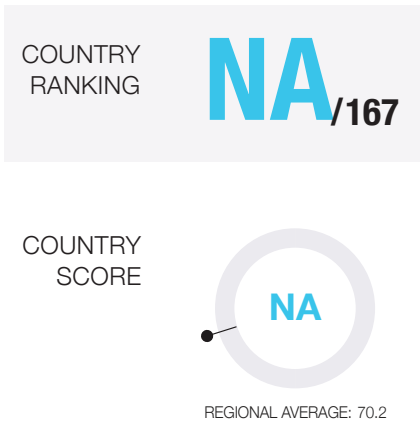 COUNTRY
RANKING
NA/167
COUNTRY
SCORE
NA
REGIONAL AVERAGE: 70.2